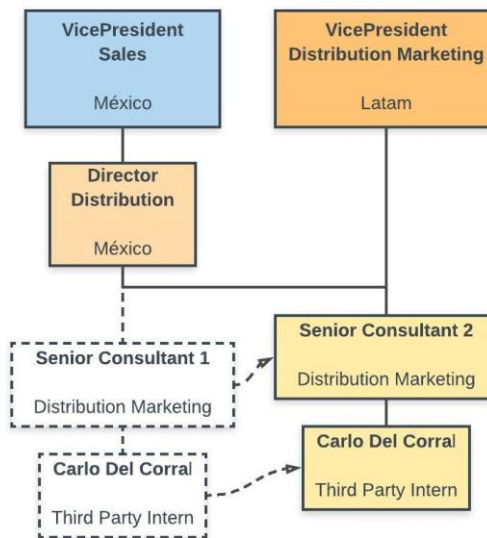 VicePresident
Sales
México
VicePresident
Distribution Marketing
Latam
Director
Distribution
México
Senior Consultant 1
Distribution Marketing
Senior Consultant 2
Distribution Marketing
Carlo Del Corral
Third Party Intern
Carlo Del Corral
Third Party Intern